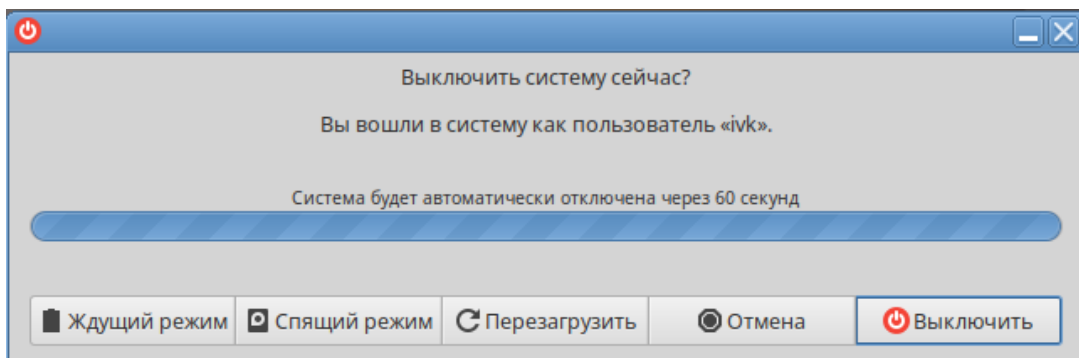 Выключить систему сейчас?
Вы вошли в систему как пользователь «ivk».
Система будет автоматически отключена через 60 секунд
Ждущий режим Спящий режим Перезагрузить Отмена Выключить